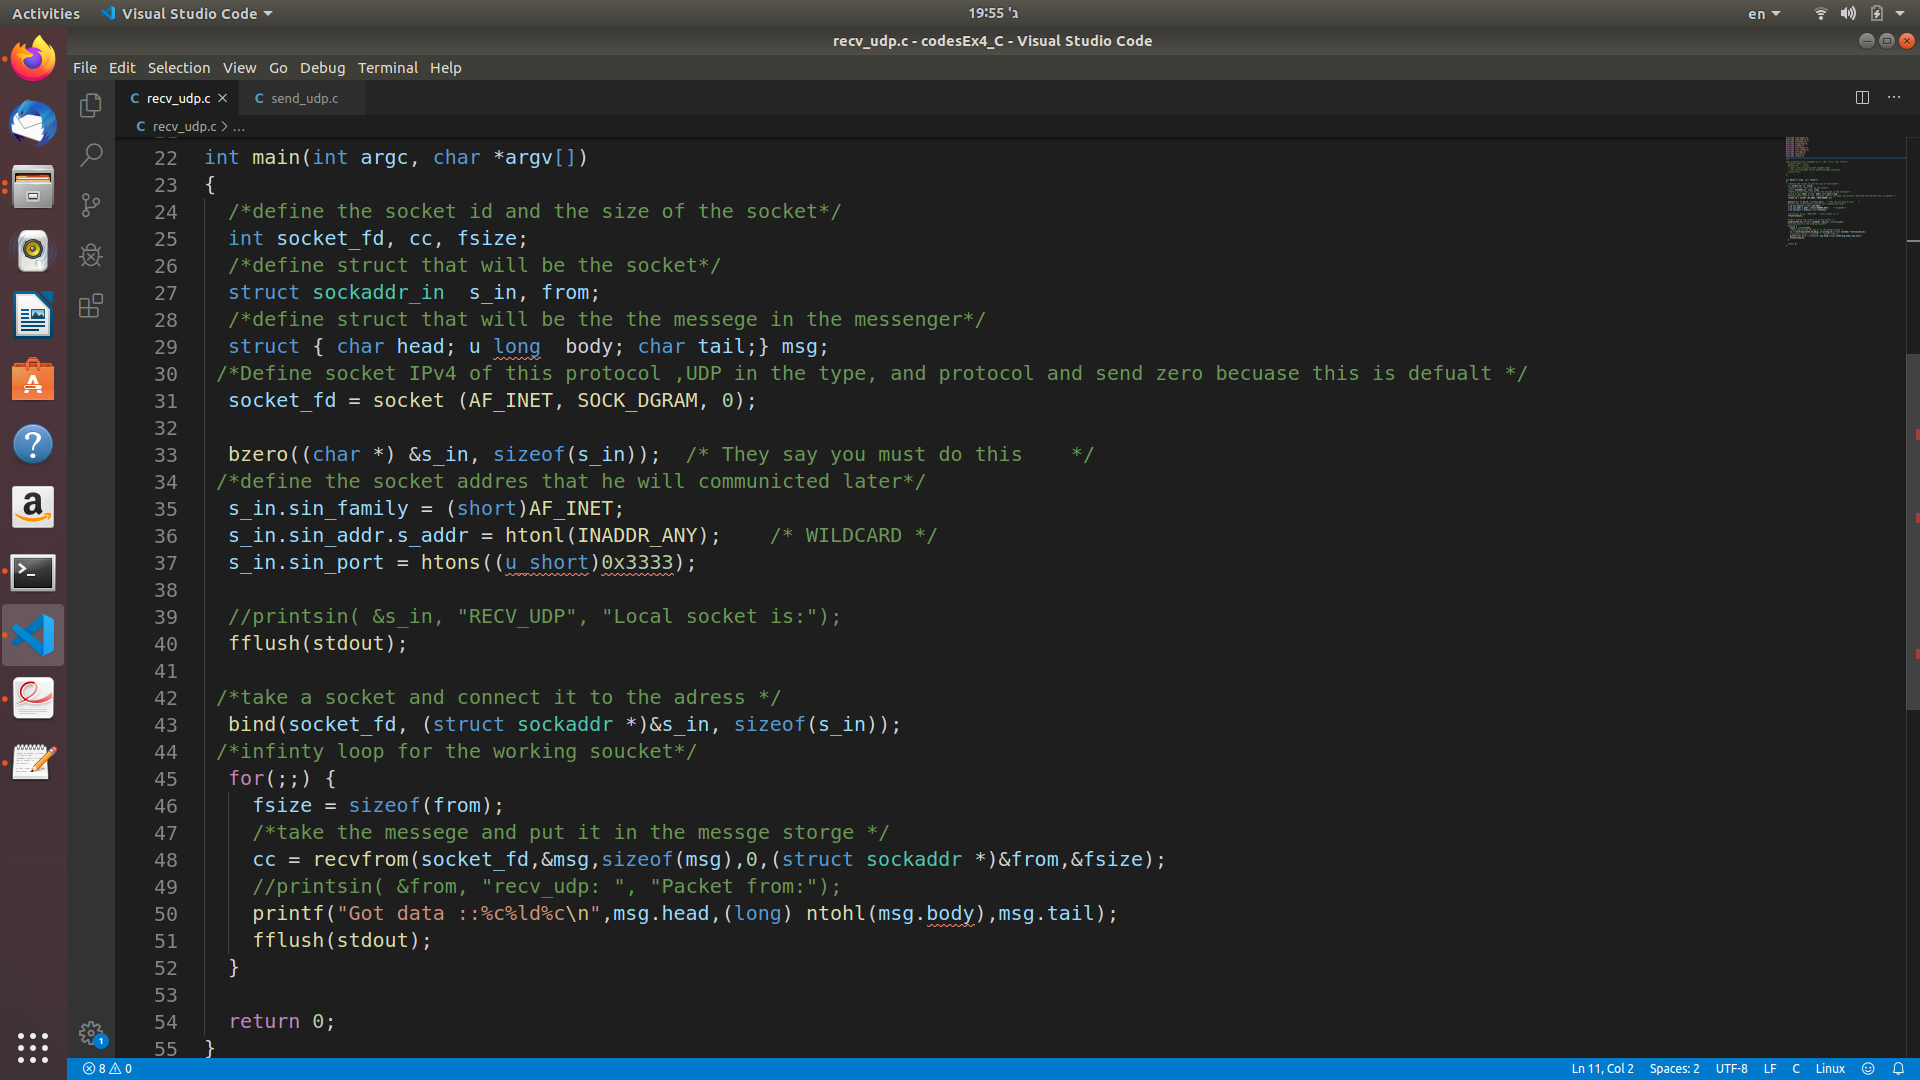 Activities
Visual Studio Code
19:55 ג'
en
recv_udp.c - codesEx4_C - Visual Studio Code
File Edit Selection View Go Debug Terminal Help
C recv_udp.c
C send_udp.c
C recv_udp.c > ...
22 int main(int argc, char *argv[])
23 {
24   /*define the socket id and the size of the socket*/
25   int socket_fd, cc, fsize;
26   /*define struct that will be the socket*/
27   struct sockaddr_in  s_in, from;
28   /*define struct that will be the the messege in the messenger*/
29   struct { char head; u long  body; char tail;} msg;
30  /*Define socket IPv4 of this protocol ,UDP in the type, and protocol and send zero becuase this is defualt */
31   socket_fd = socket (AF_INET, SOCK_DGRAM, 0);
32
33   bzero((char *) &s_in, sizeof(s_in));  /* They say you must do this    */
34  /*define the socket addres that he will communicted later*/
35   s_in.sin_family = (short)AF_INET;
36   s_in.sin_addr.s_addr = htonl(INADDR_ANY);    /* WILDCARD */
37   s_in.sin_port = htons((u_short)0x3333);
38
39   //printsin( &s_in, "RECV_UDP", "Local socket is:");
40   fflush(stdout);
41
42  /*take a socket and connect it to the adress */
43   bind(socket_fd, (struct sockaddr *)&s_in, sizeof(s_in));
44  /*infinty loop for the working soucket*/
45   for(;;) {
46     fsize = sizeof(from);
47     /*take the messege and put it in the messge storge */
48     cc = recvfrom(socket_fd,&msg,sizeof(msg),0,(struct sockaddr *)&from,&fsize);
49     //printsin( &from, "recv_udp: ", "Packet from:");
50     printf("Got data ::%c%ld%c\n",msg.head,(long) ntohl(msg.body),msg.tail);
51     fflush(stdout);
52   }
53
54   return 0;
55 }
1
8 0
Ln 11, Col 2 Spaces: 2 UTF-8 LF C Linux